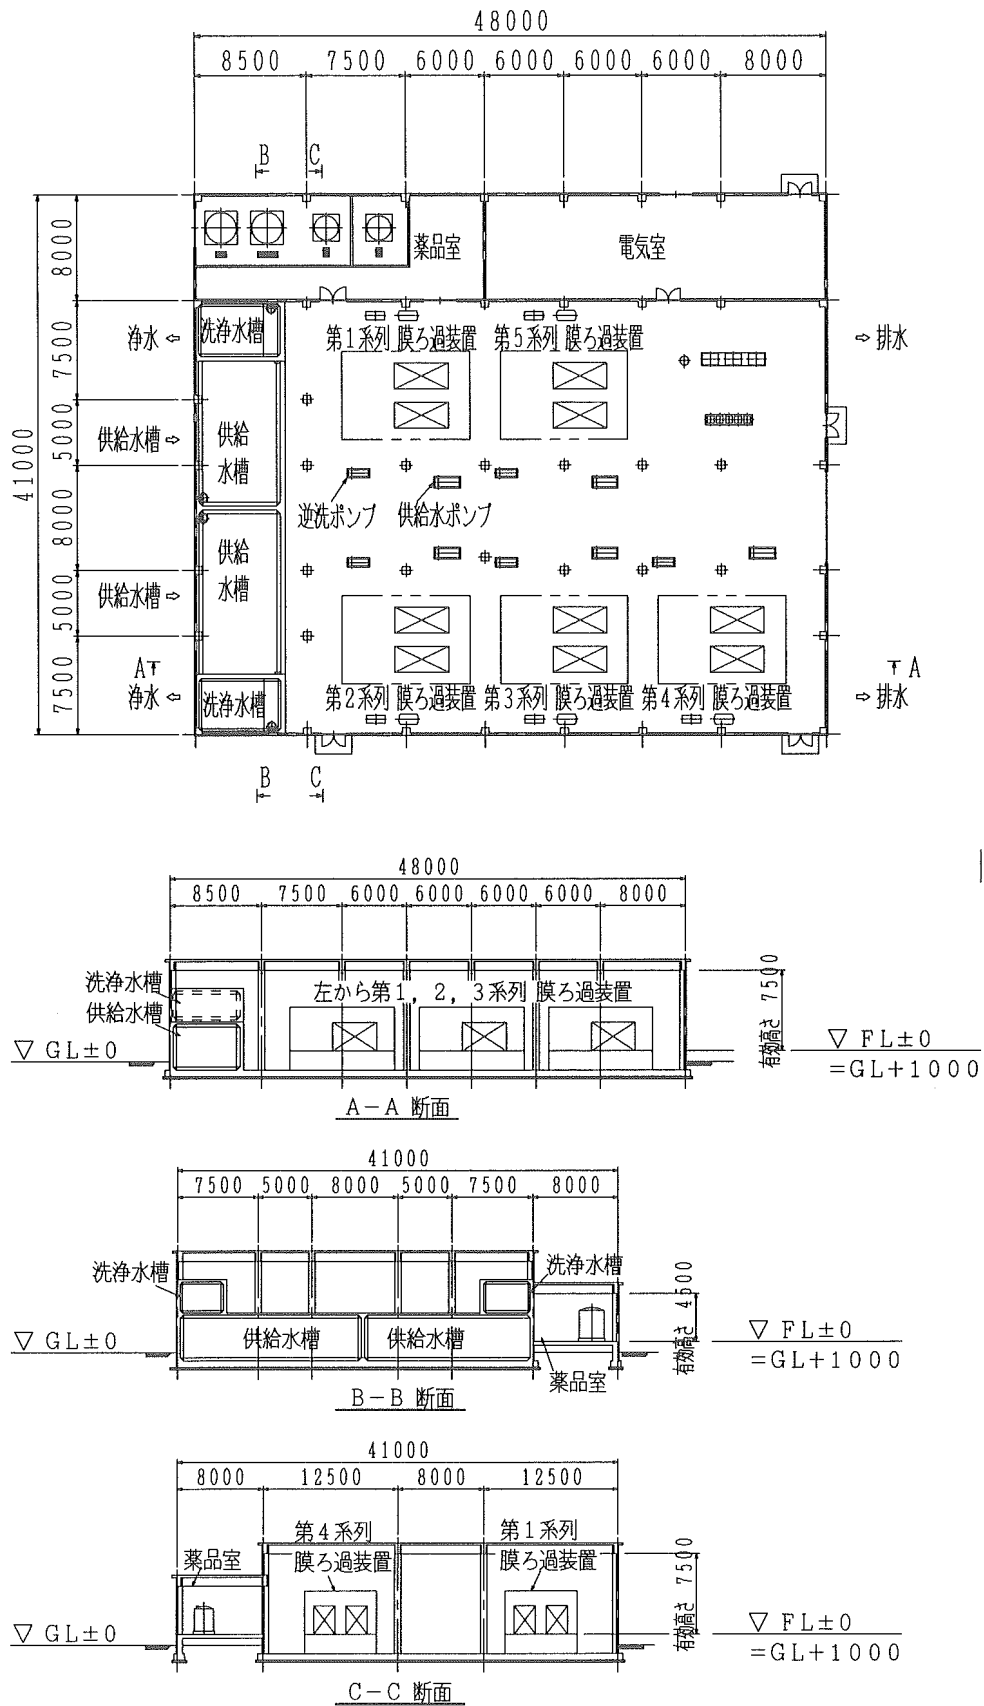 48000
8500 7500 6000 6000 6000 6000 8000
B C
薬品室 電気室
41000
8000
7500
5000
8000
5000
7500
浄水 洗浄水槽 第1系列 膜ろ過装置 第5系列 膜ろ過装置 排水
供給水槽 供給
水槽
逆洗ポンプ 供給水ポンプ
供給
水槽
供給水槽
A A
浄水 洗浄水槽 第2系列 膜ろ過装置 第3系列 膜ろ過装置 第4系列 膜ろ過装置 排水
B C
48000
8500 7500 6000 6000 6000 6000 8000
洗浄水槽 左から第1,2,3系列 膜ろ過装置
供給水槽
有効高さ 7500
▽ GL±0 ▽ FL±0
=GL+1000
A-A 断面
41000
7500 5000 8000 5000 7500 8000
洗浄水槽 洗浄水槽
有効高さ 4500
▽ GL±0 供給水槽 供給水槽 ▽ FL±0
=GL+1000
薬品室
B-B 断面
41000
8000 12500 8000 12500
第4系列 第1系列
薬品室 膜ろ過装置 膜ろ過装置
有効高さ 7500
▽ GL±0 ▽ FL±0
=GL+1000
C-C 断面